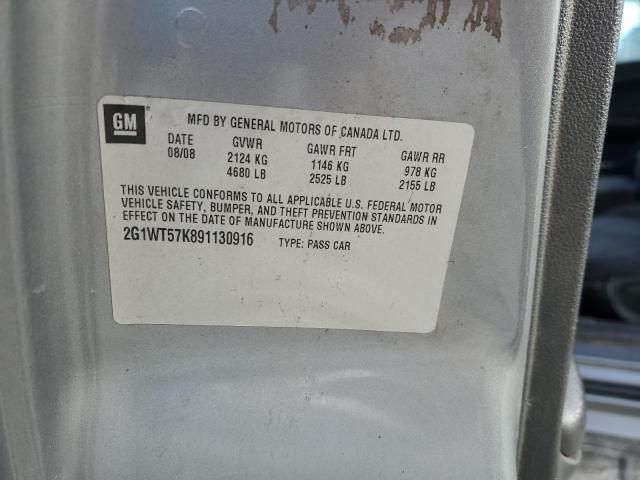 GM
MFD BY GENERAL MOTORS OF CANADA LTD.
DATE GVWR GAWR FRT GAWR RR
08/08 2124 KG 1146 KG 978 KG
4680 LB 2525 LB 2155 LB
THIS VEHICLE CONFORMS TO ALL APPLICABLE U.S. FEDERAL MOTOR
VEHICLE SAFETY, BUMPER, AND THEFT PREVENTION STANDARDS IN
EFFECT ON THE DATE OF MANUFACTURE SHOWN ABOVE.
2G1WT57K891130916 TYPE: PASS CAR